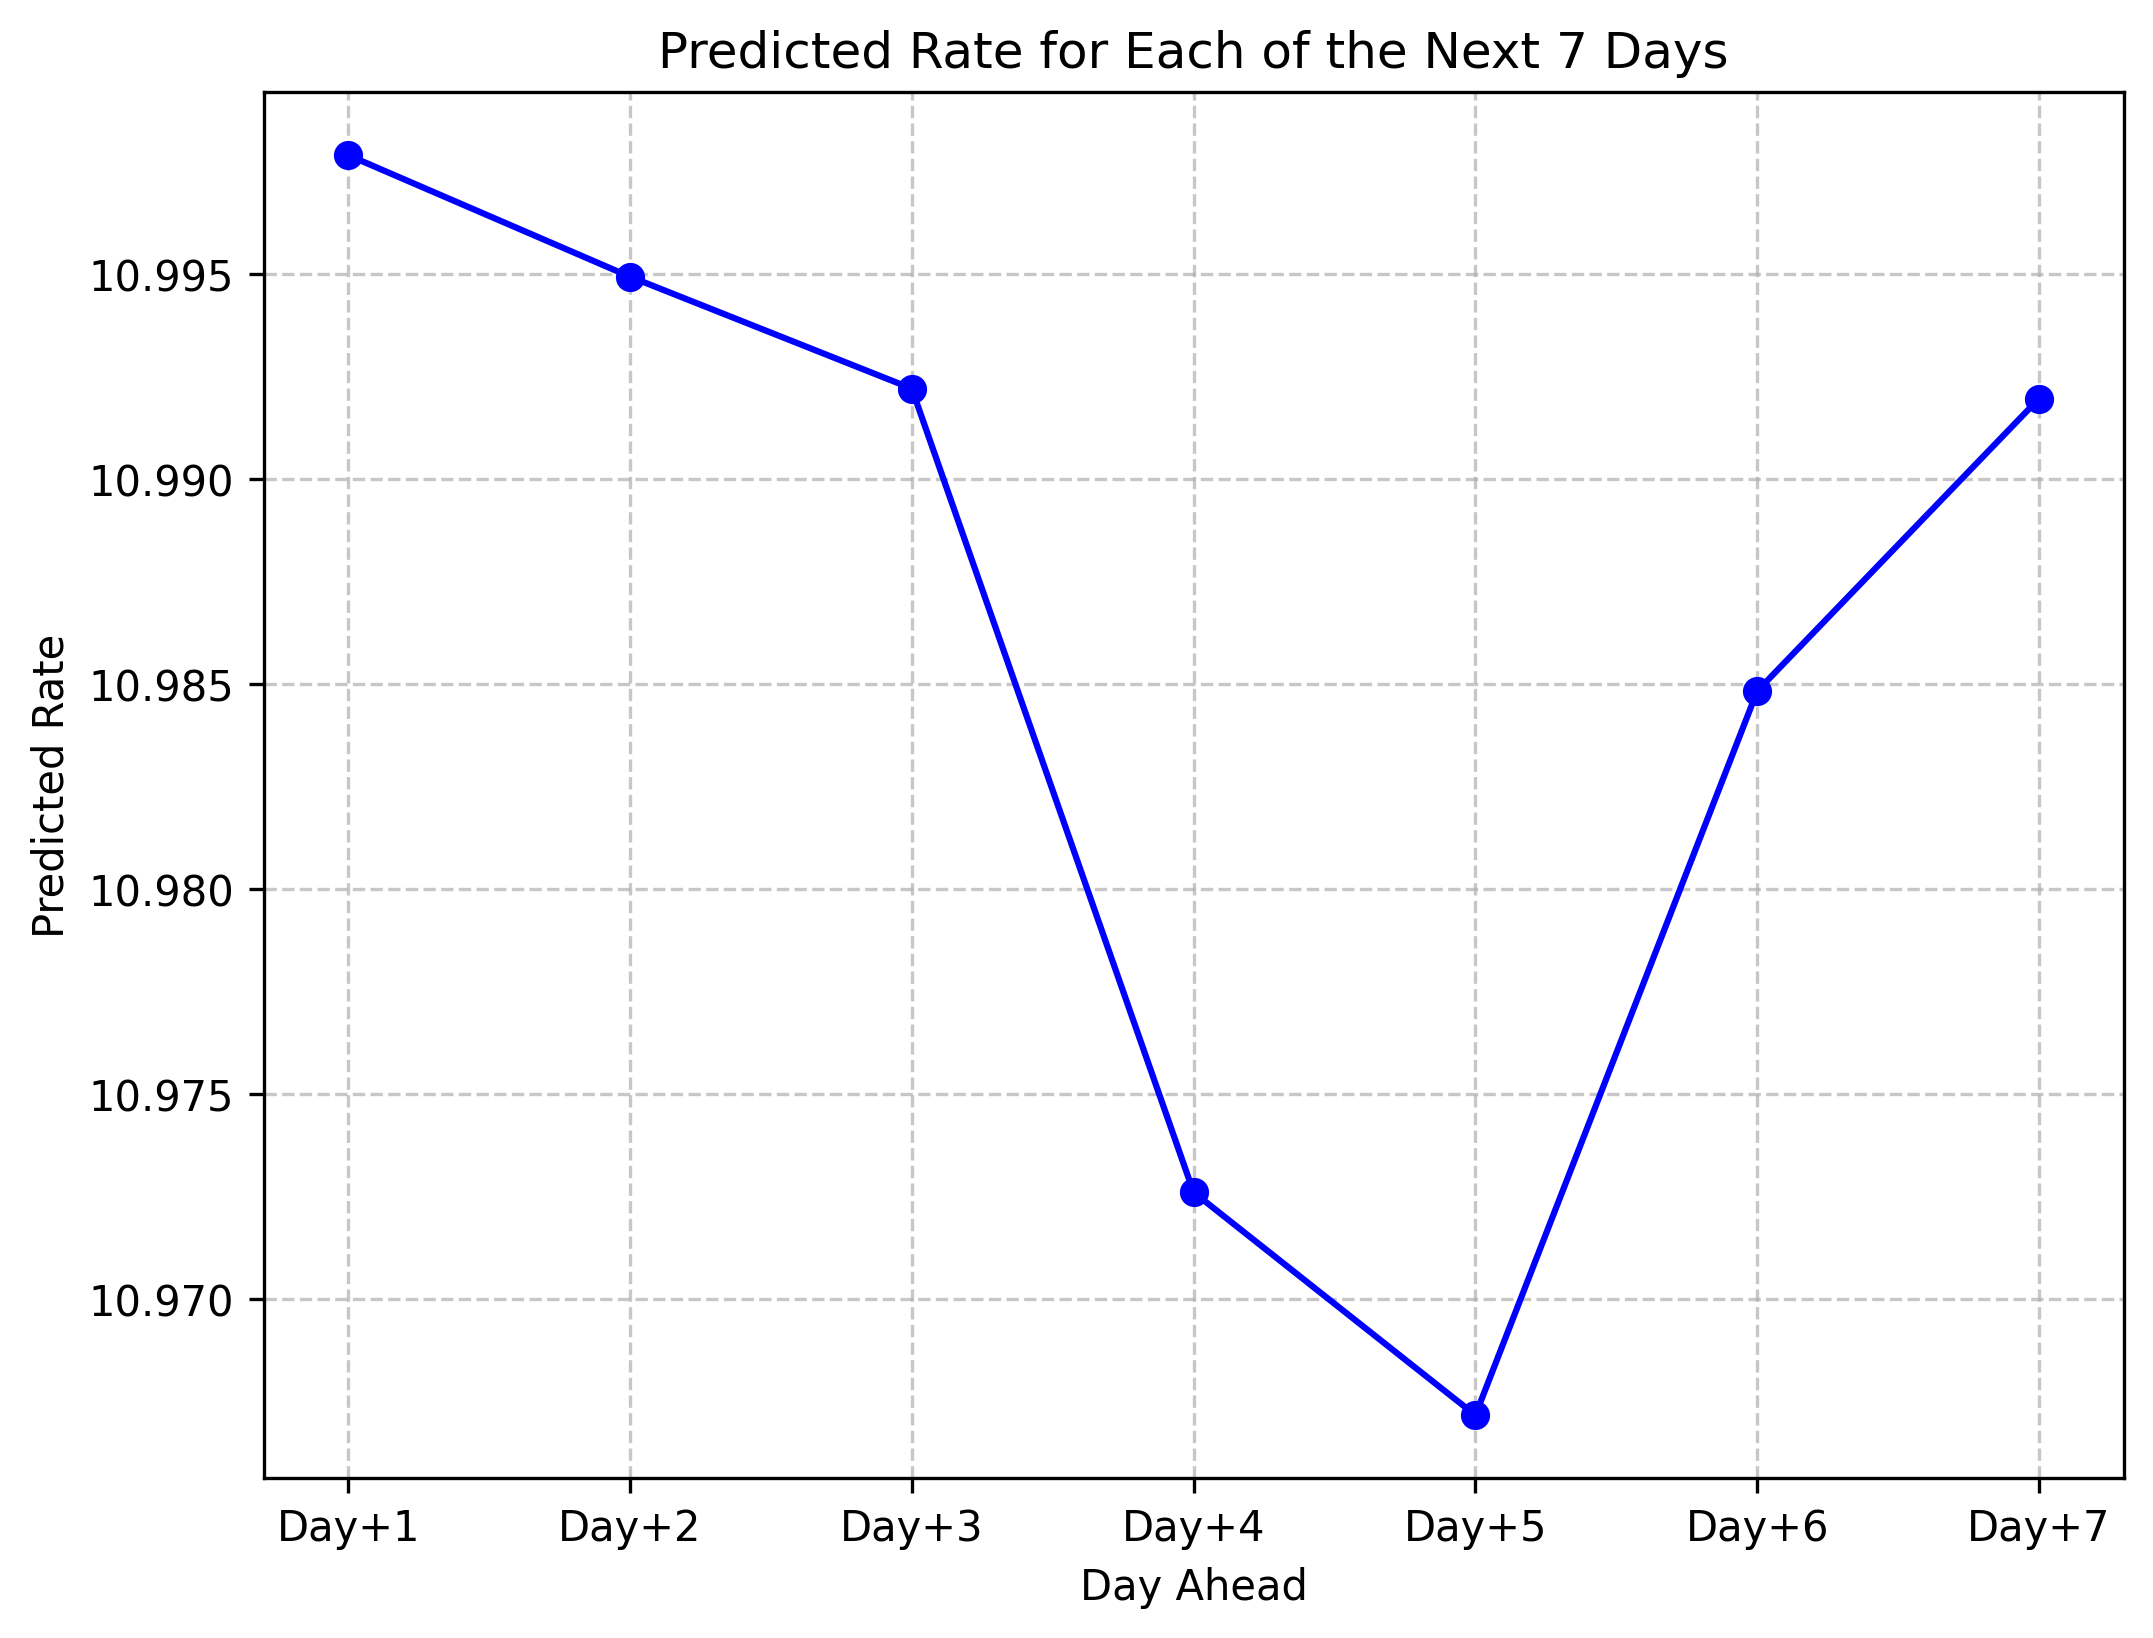 Predicted Rate for Each of the Next 7 Days
Predicted Rate
10.995
10.990
10.985
10.980
10.975
10.970
Day+1 Day+2 Day+3 Day+4 Day+5 Day+6 Day+7
Day Ahead